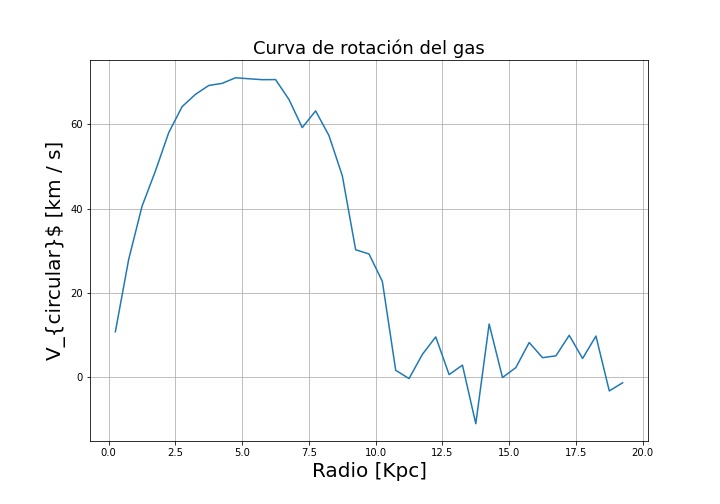 Curva de rotación del gas
V_{circular}$ [km / s]
60
40
20
0
0.0 2.5 5.0 7.5 10.0 12.5 15.0 17.5 20.0
Radio [Kpc]